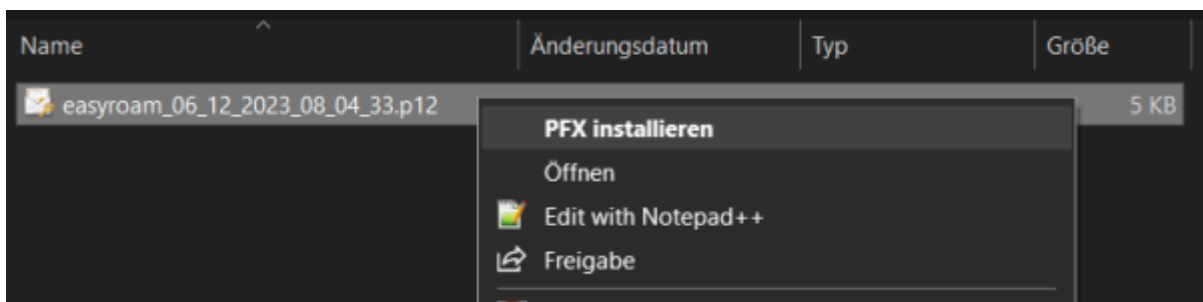 Name Änderungsdatum Typ Größe
easyroam_06_12_2023_08_04_33.p12 5 KB
PFX installieren
Öffnen
Edit with Notepad++
Freigabe